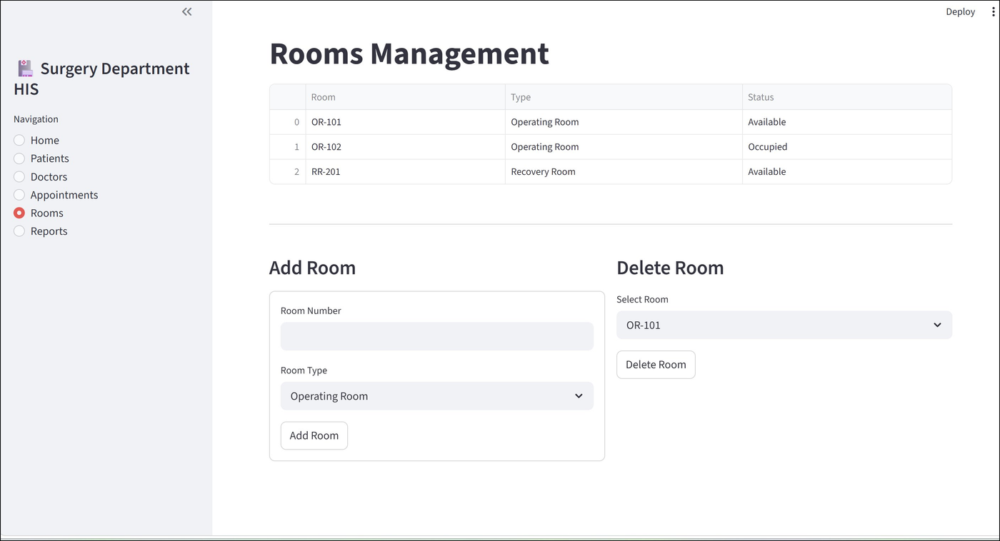 Deploy
Surgery Department
HIS
Navigation
Home
Patients
Doctors
Appointments
Rooms
Reports
Rooms Management
Room Type Status
0 OR-101 Operating Room Available
1 OR-102 Operating Room Occupied
2 RR-201 Recovery Room Available
Add Room
Room Number
Room Type
Operating Room
Add Room
Delete Room
Select Room
OR-101
Delete Room